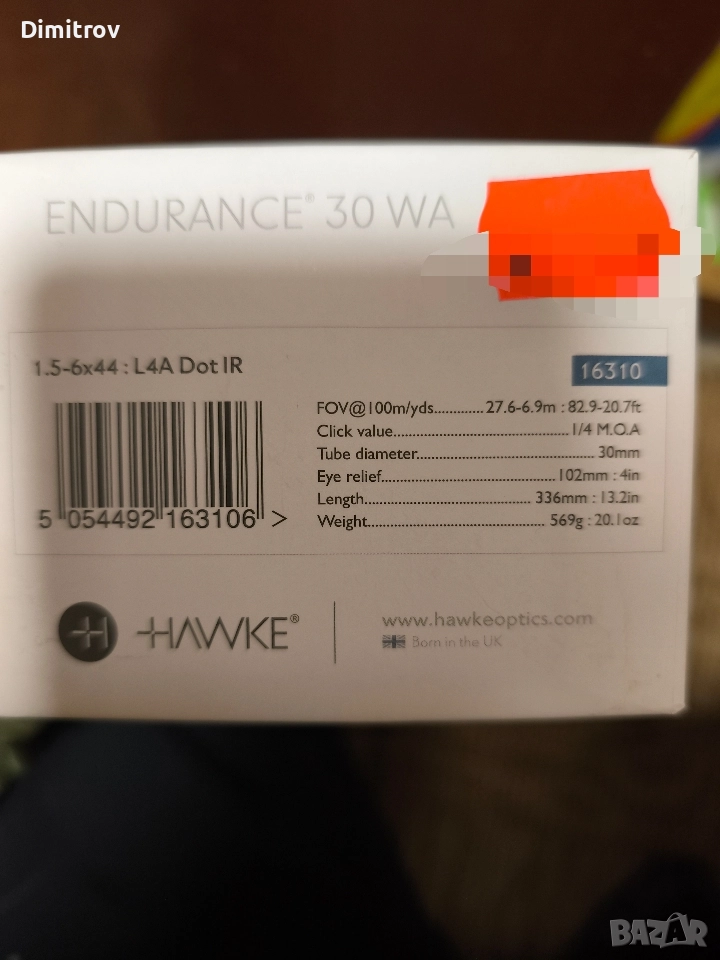 Dimitrov
ENDURANCE® 30 WA
1.5-6x44 : L4A Dot IR
16310
FOV@100m/yds............27.6-6.9m : 82.9-20.7ft
Click value..........................................1/4 M.O.A
Tube diameter..........................................30mm
Eye relief..........................................102mm : 4in
Length..........................................336mm : 13.2in
Weight..........................................569g : 20.1oz
5 054492 163106 >
HAWKE®
www.hawkeoptics.com
Born in the UK
BAZAR